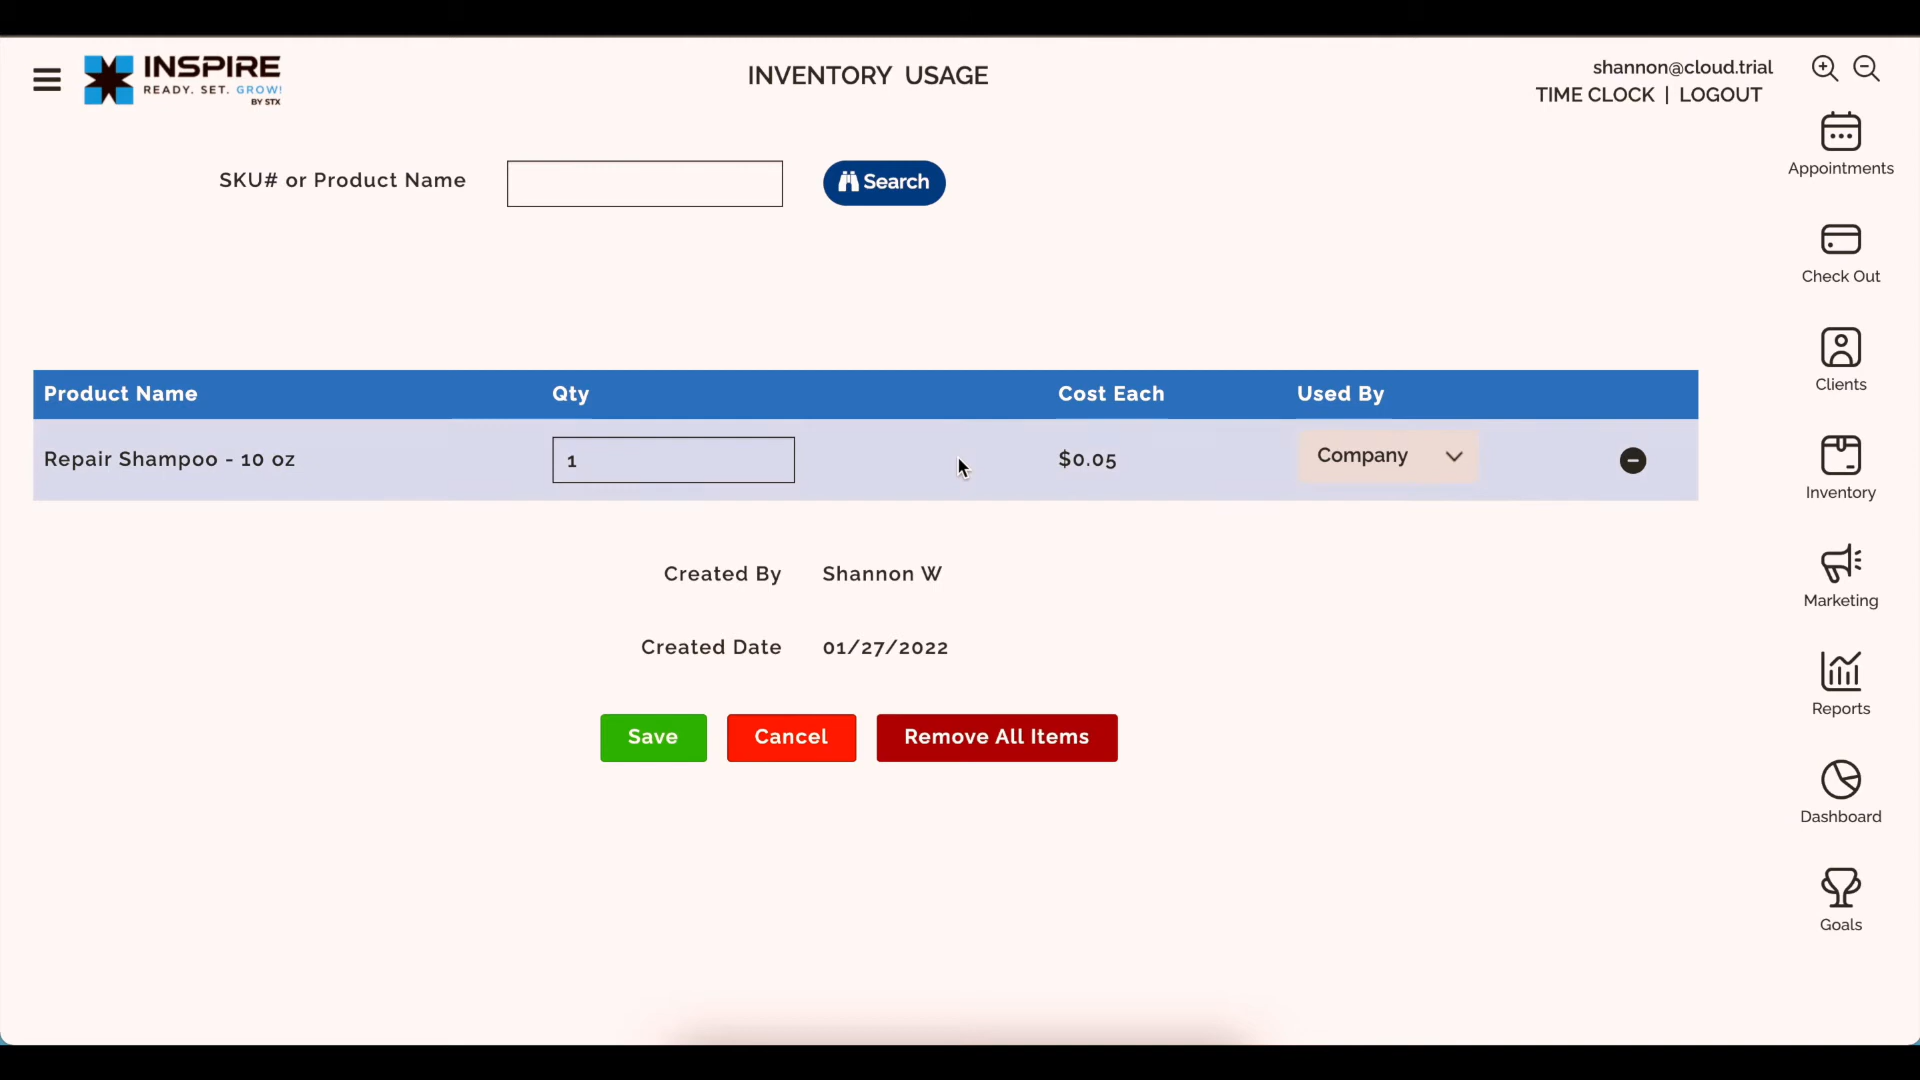 INSPIRE
READY. SET. GROW!
BY STX
INVENTORY USAGE
shannon@cloud.trial
TIME CLOCK | LOGOUT
SKU# or Product Name
Search
Product Name Qty Cost Each Used By
Repair Shampoo - 10 oz 1 $0.05 Company
Created By Shannon W
Created Date 01/27/2022
Save Cancel Remove All Items
Appointments
Check Out
Clients
Inventory
Marketing
Reports
Dashboard
Goals